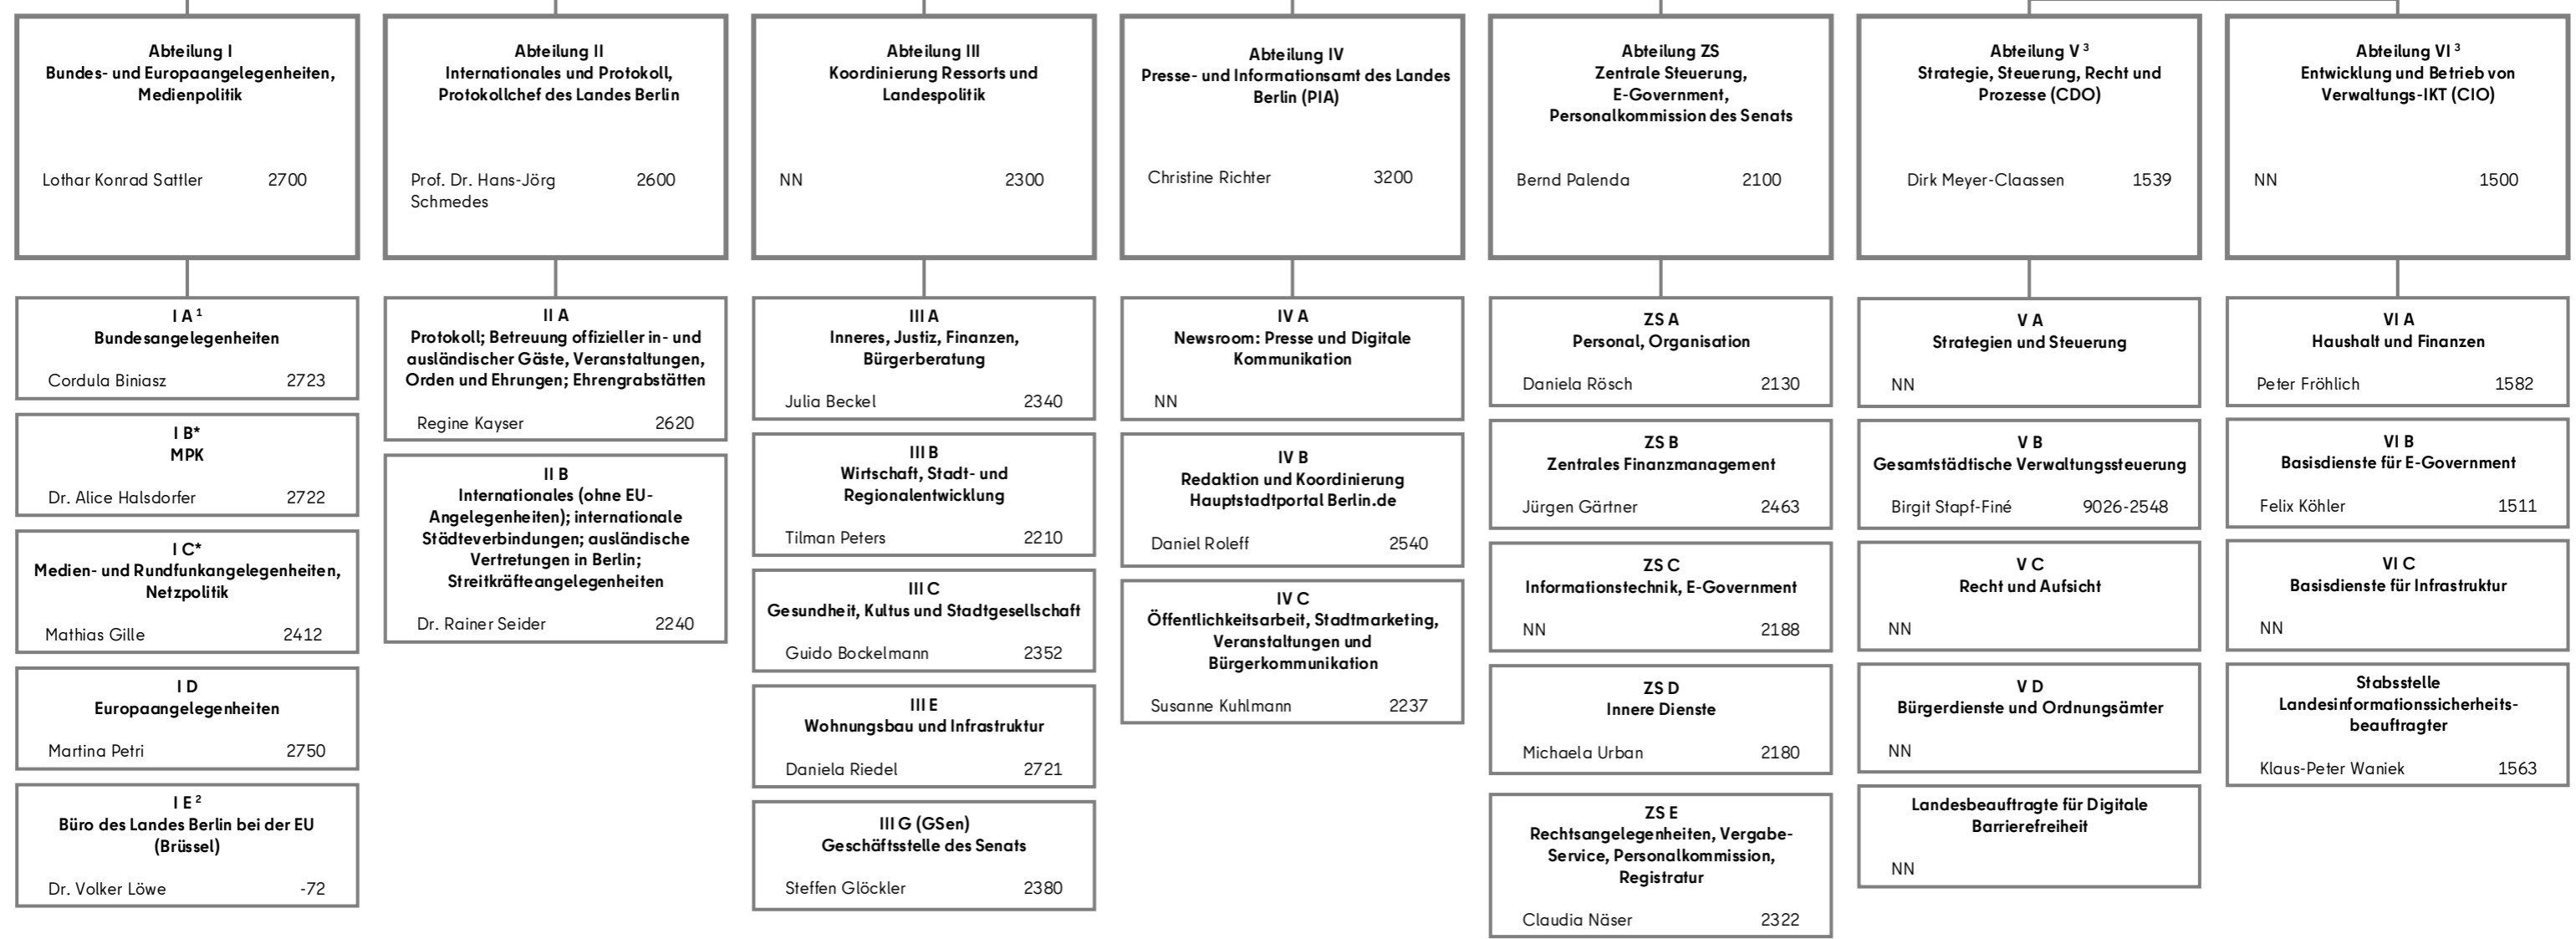 Abteilung I
Bundes- und Europaangelegenheiten,
Medienpolitik
Lothar Konrad Sattler 2700
I A ¹
Bundesangelegenheiten
Cordula Biniasz 2723
I B*
MPK
Dr. Alice Halsdorfer 2722
I C*
Medien- und Rundfunkangelegenheiten,
Netzpolitik
Mathias Gille 2412
I D
Europaangelegenheiten
Martina Petri 2750
I E ²
Büro des Landes Berlin bei der EU
(Brüssel)
Dr. Volker Löwe -72
Abteilung II
Internationales und Protokoll,
Protokollchef des Landes Berlin
Prof. Dr. Hans-Jörg 2600
Schmedes
II A
Protokoll; Betreuung offizieller in- und
ausländischer Gäste, Veranstaltungen,
Orden und Ehrungen; Ehrengrabstätten
Regine Kayser 2620
II B
Internationales (ohne EU-
Angelegenheiten); internationale
Städteverbindungen; ausländische
Vertretungen in Berlin;
Streitkräfteangelegenheiten
Dr. Rainer Seider 2240
Abteilung III
Koordinierung Ressorts und
Landespolitik
NN 2300
III A
Inneres, Justiz, Finanzen,
Bürgerberatung
Julia Beckel 2340
III B
Wirtschaft, Stadt- und
Regionalentwicklung
Tilman Peters 2210
III C
Gesundheit, Kultus und Stadtgesellschaft
Guido Bockelmann 2352
III E
Wohnungsbau und Infrastruktur
Daniela Riedel 2721
III G (GSen)
Geschäftsstelle des Senats
Steffen Glöckler 2380
Abteilung IV
Presse- und Informationsamt des Landes
Berlin (PIA)
Christine Richter 3200
IV A
Newsroom: Presse und Digitale
Kommunikation
NN
IV B
Redaktion und Koordinierung
Hauptstadtportal Berlin.de
Daniel Roleff 2540
IV C
Öffentlichkeitsarbeit, Stadtmarketing,
Veranstaltungen und
Bürgerkommunikation
Susanne Kuhlmann 2237
Abteilung ZS
Zentrale Steuerung,
E-Government,
Personalkommission des Senats
Bernd Palenda 2100
ZS A
Personal, Organisation
Daniela Rösch 2130
ZS B
Zentrales Finanzmanagement
Jürgen Gärtner 2463
ZS C
Informationstechnik, E-Government
NN 2188
ZS D
Innere Dienste
Michaela Urban 2180
ZS E
Rechtsangelegenheiten, Vergabe-
Service, Personalkommission,
Registratur
Claudia Näser 2322
Abteilung V ³
Strategie, Steuerung, Recht und
Prozesse (CDO)
Dirk Meyer-Claassen 1539
V A
Strategien und Steuerung
NN
V B
Gesamtstädtische Verwaltungssteuerung
Birgit Stapf-Finé 9026-2548
V C
Recht und Aufsicht
NN
V D
Bürgerdienste und Ordnungsämter
NN
Landesbeauftragte für Digitale
Barrierefreiheit
NN
Abteilung VI ³
Entwicklung und Betrieb von
Verwaltungs-IKT (CIO)
NN 1500
VI A
Haushalt und Finanzen
Peter Fröhlich 1582
VI B
Basisdienste für E-Government
Felix Köhler 1511
VI C
Basisdienste für Infrastruktur
NN
Stabsstelle
Landesinformationssicherheits-
beauftragter
Klaus-Peter Waniek 1563